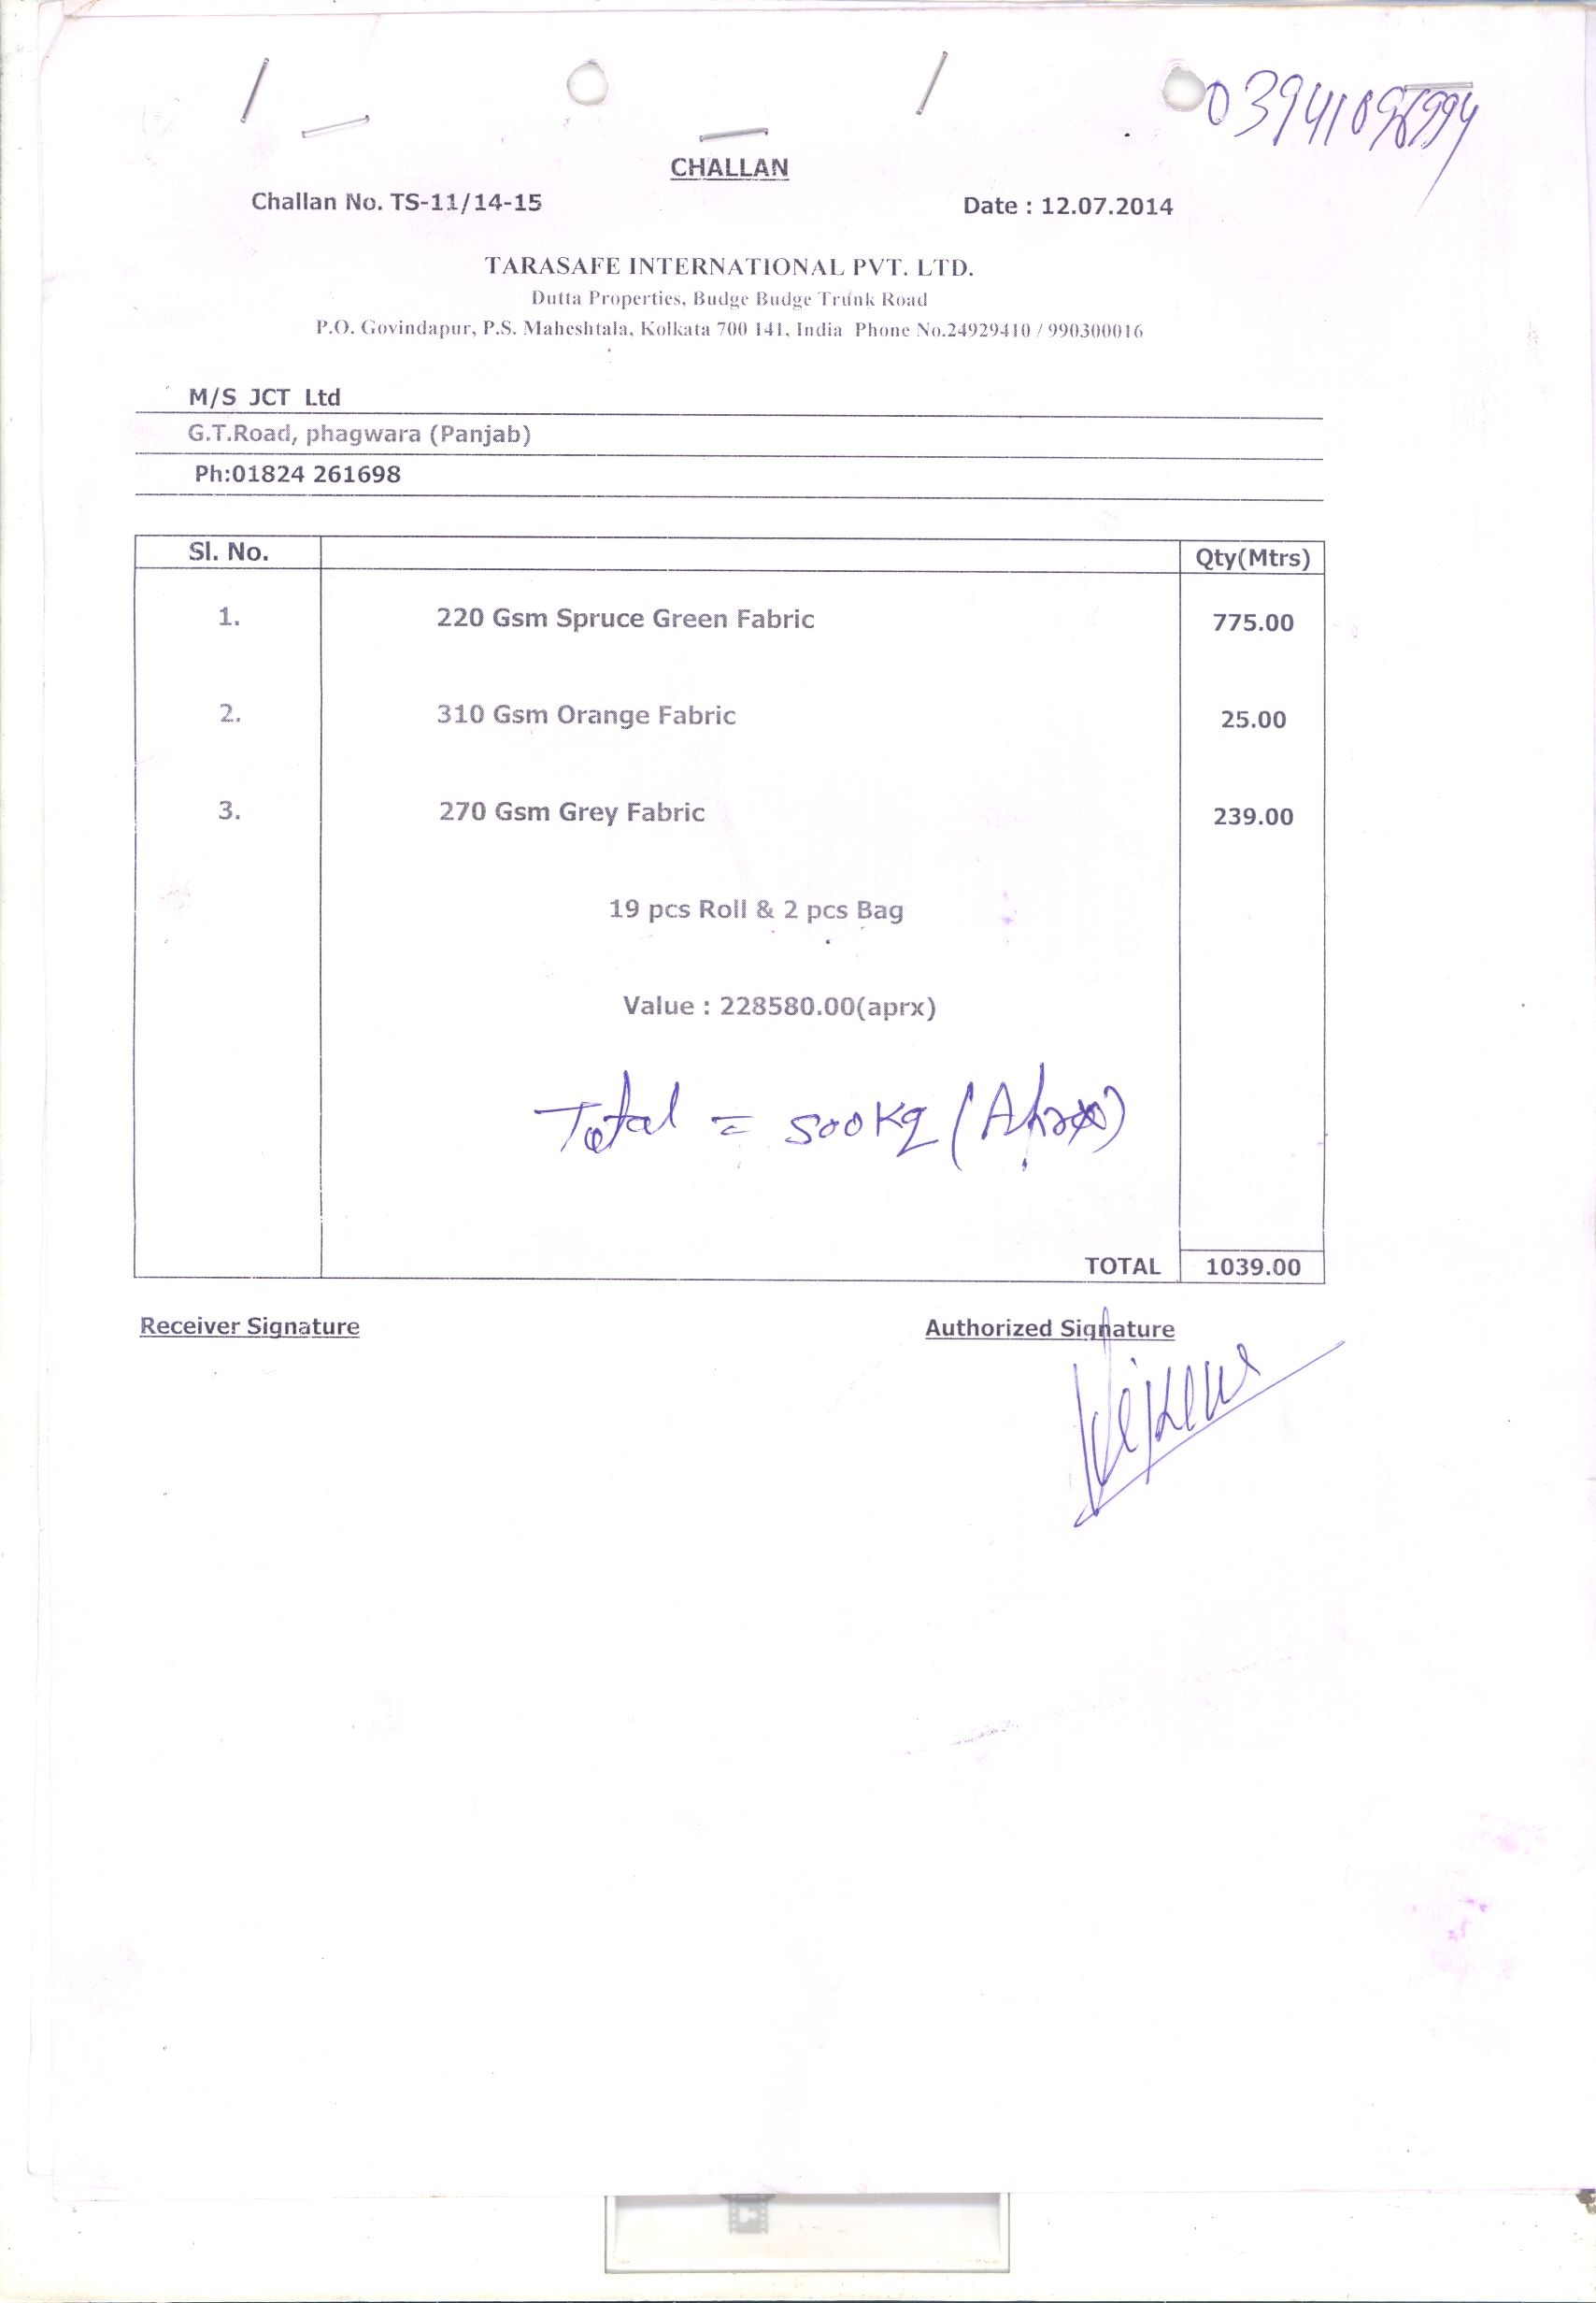 CHALLAN
Challan No. TS-11/14-15 Date : 12.07.2014
TARASAFE INTERNATIONAL PVT. LTD.
Dutta Properties, Budge Budge Trunk Road
P.O. Govindapur, P.S. Maheshtala, Kolkata 700 141, India Phone No.24929410 / 990300016
M/S JCT Ltd
G.T.Road, phagwara (Panjab)
Ph:01824 261698
Sl. No. Qty(Mtrs)
1. 220 Gsm Spruce Green Fabric 775.00
2. 310 Gsm Orange Fabric 25.00
3. 270 Gsm Grey Fabric 239.00
19 pcs Roll & 2 pcs Bag
Value : 228580.00(aprx)
Total = 500Kg (Aprox)
TOTAL 1039.00
Receiver Signature Authorized Signature